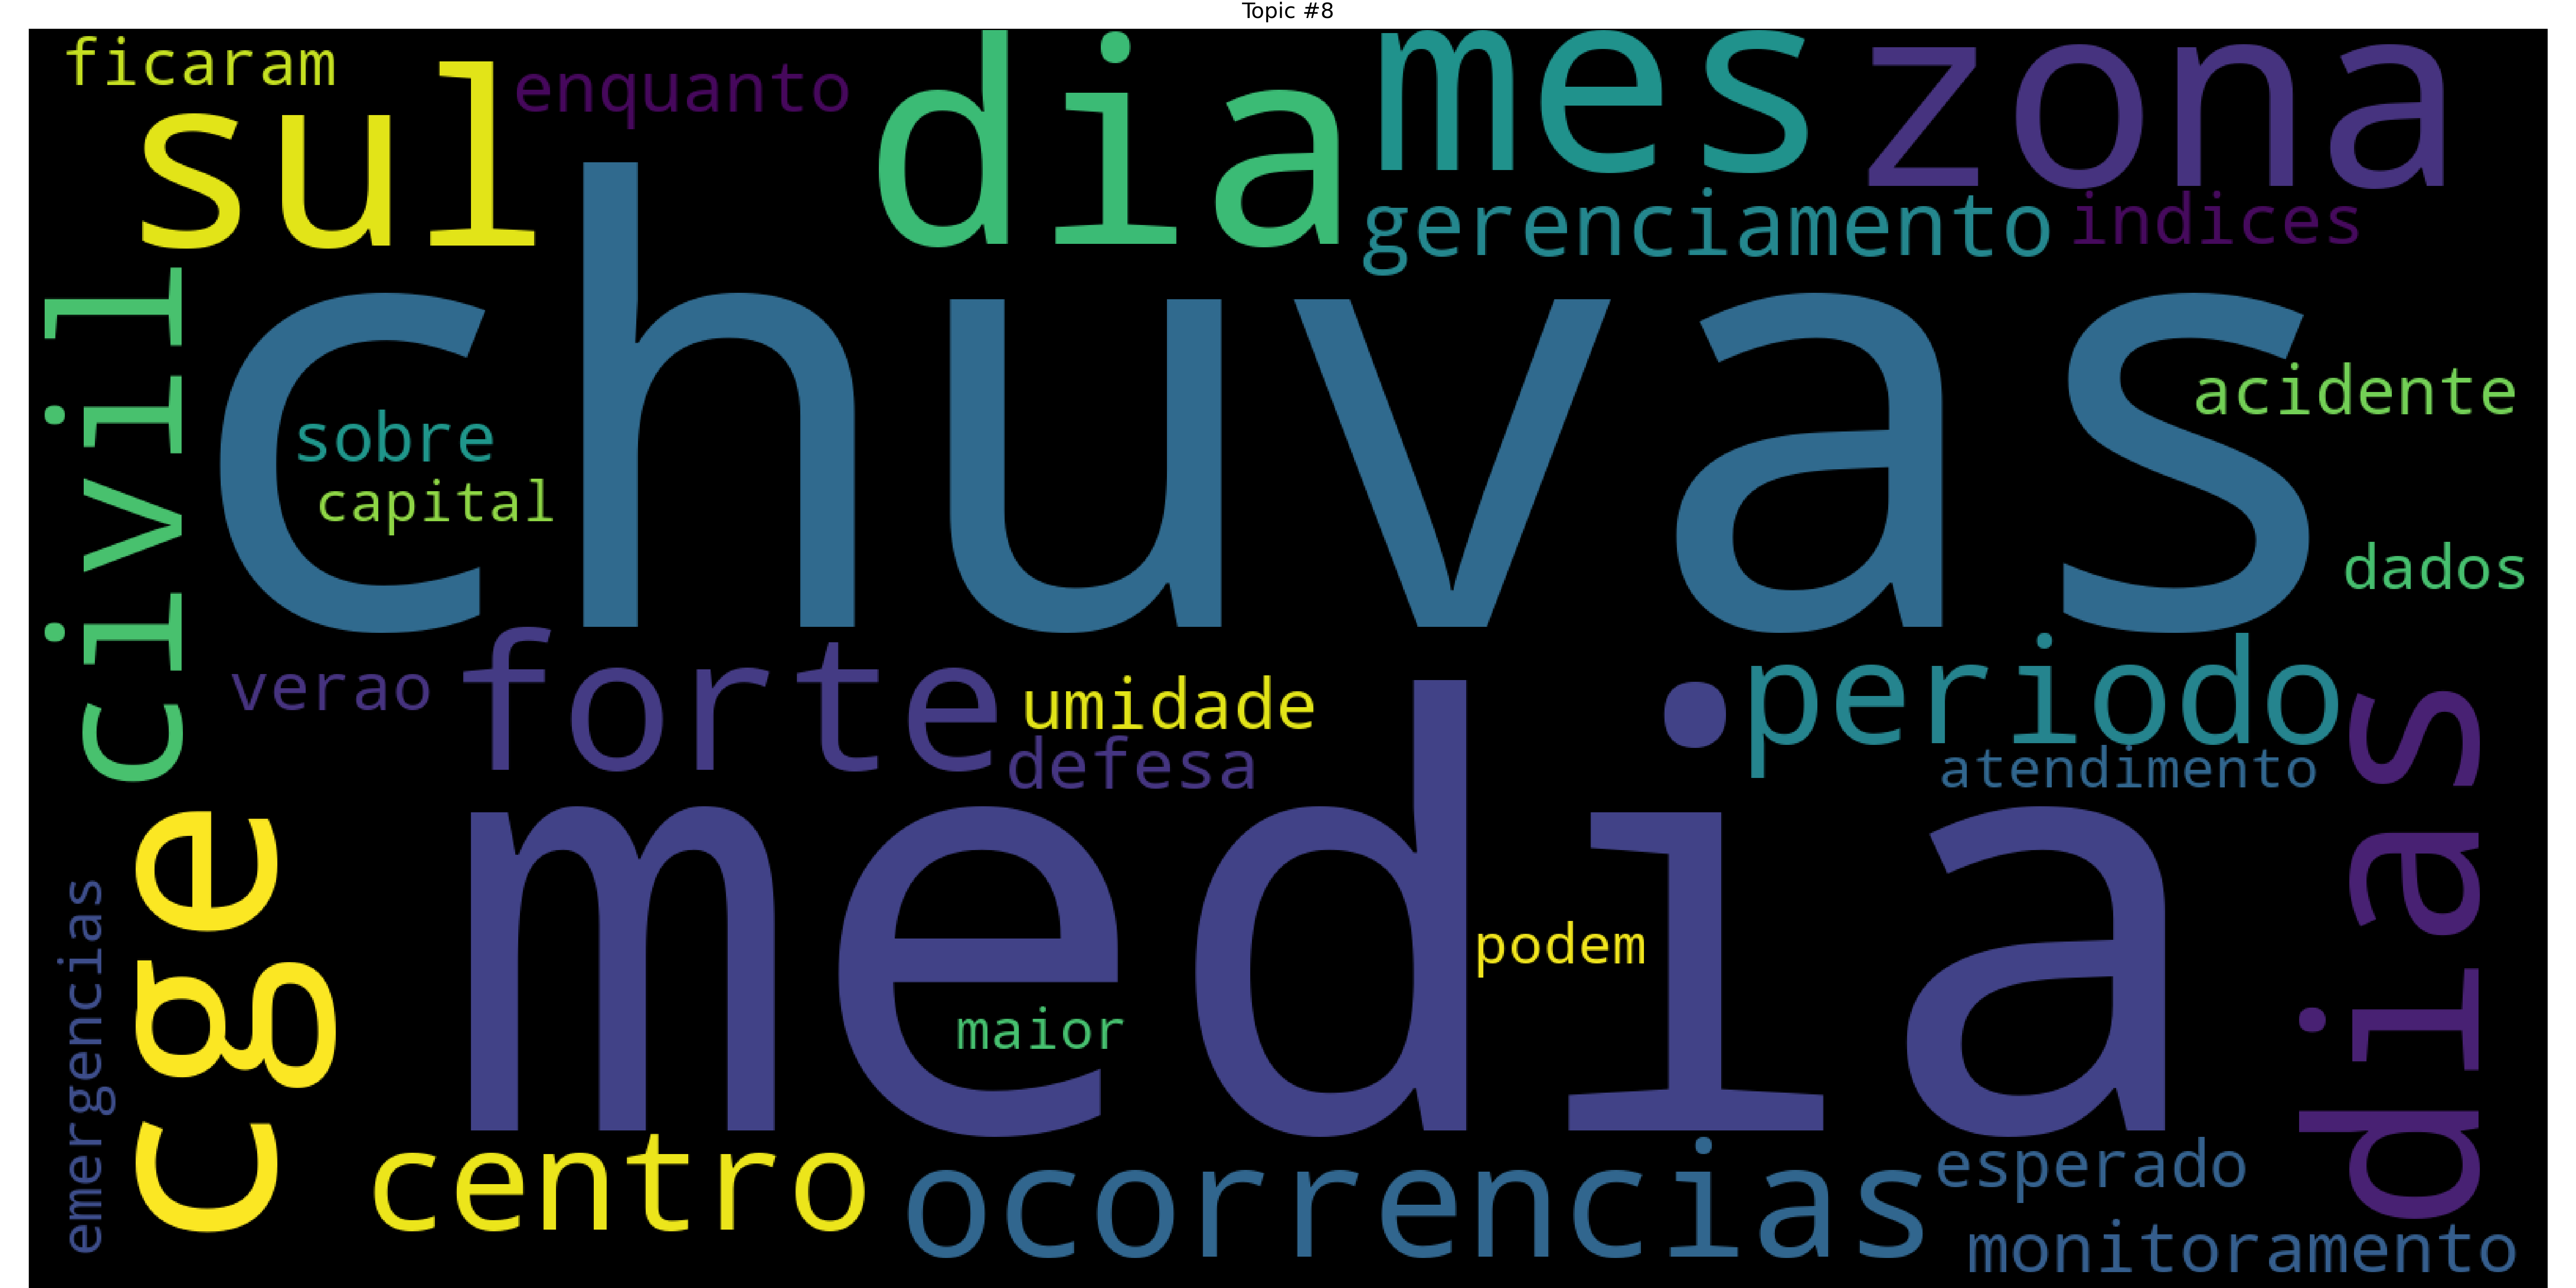 Topic #8
ficaram
sul
enquanto
dia
mes
zona
gerenciamento
indices
civil
chuvas
acidente
sobre
capital
dados
verao
forte
umidade
defesa
periodo
atendimento
dias
cge
media
podem
maior
emergencias
centro
ocorrencias
esperado
monitoramento